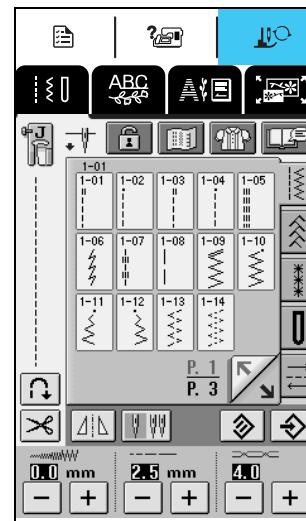 ?
ABC
A
J
1-01
1-01 1-02 1-03 1-04 1-05
1-06 1-07 1-08 1-09 1-10
1-11 1-12 1-13 1-14
P. 1
P. 3
0.0 mm 2.5 mm 4.0
− + − + − +